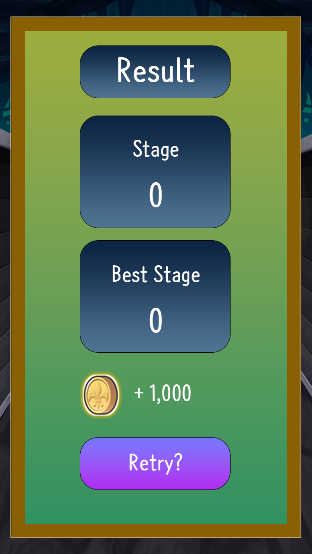 Result
Stage
0
Best Stage
0
+ 1,000
Retry?